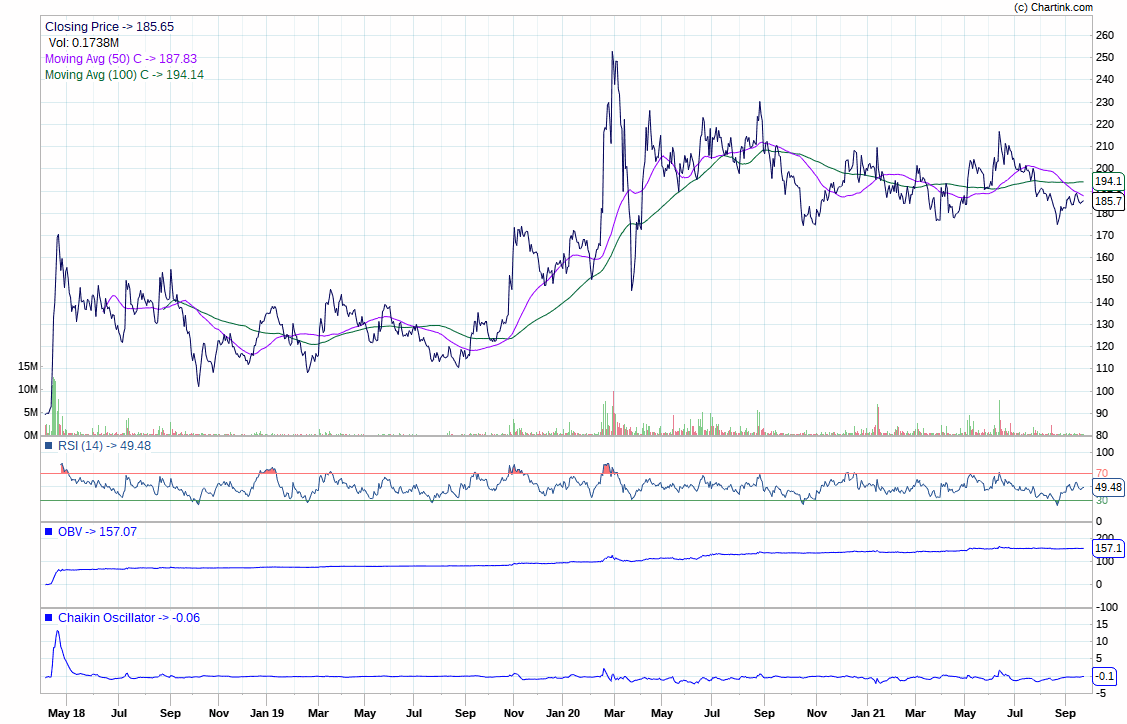 (c) Chartink.com
Closing Price -> 185.65
Vol: 0.1738M
Moving Avg (50) C -> 187.83
Moving Avg (100) C -> 194.14
260
250
240
230
220
210
200
194.1
185.7
180
170
160
150
140
130
120
110
100
90
80
15M
10M
5M
0M
RSI (14) -> 49.48
100
70
49.48
30
0
OBV -> 157.07
200
157.1
100
0
-100
Chaikin Oscillator -> -0.06
15
10
5
-0.1
-5
May 18 Jul Sep Nov Jan 19 Mar May Jul Sep Nov Jan 20 Mar May Jul Sep Nov Jan 21 Mar May Jul Sep